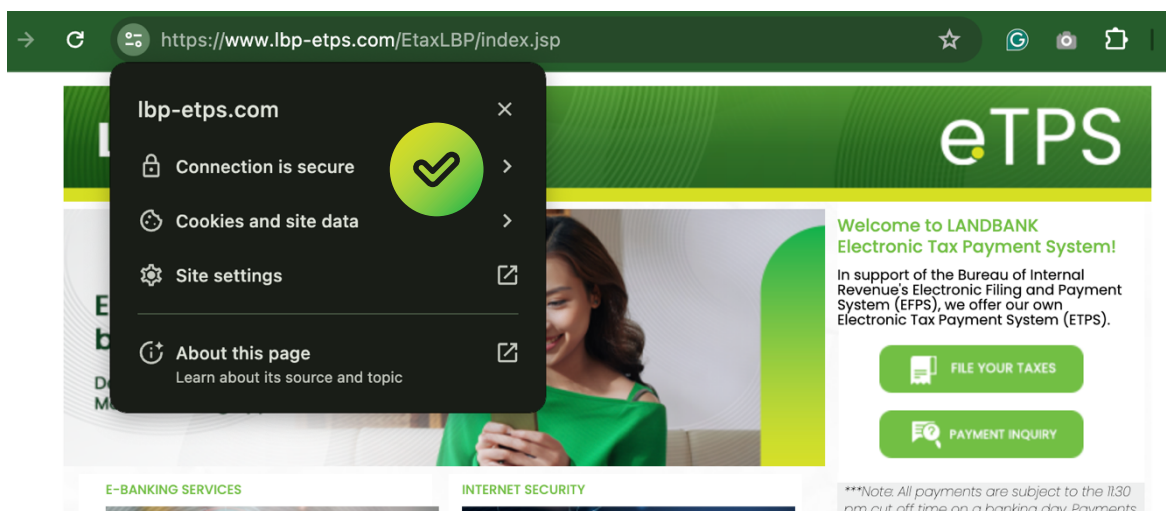 https://www.lbp-etps.com/EtaxLBP/index.jsp
lbp-etps.com
Connection is secure
Cookies and site data
Site settings
About this page
Learn about its source and topic
L
eTPS
E
b
De
M
Welcome to LANDBANK
Electronic Tax Payment System!
In support of the Bureau of Internal
Revenue's Electronic Filing and Payment
System (EFPS), we offer our own
Electronic Tax Payment System (ETPS).
FILE YOUR TAXES
PAYMENT INQUIRY
E-BANKING SERVICES
INTERNET SECURITY
***Note: All payments are subject to the 11:30
pm cut off time on a banking day. Payments